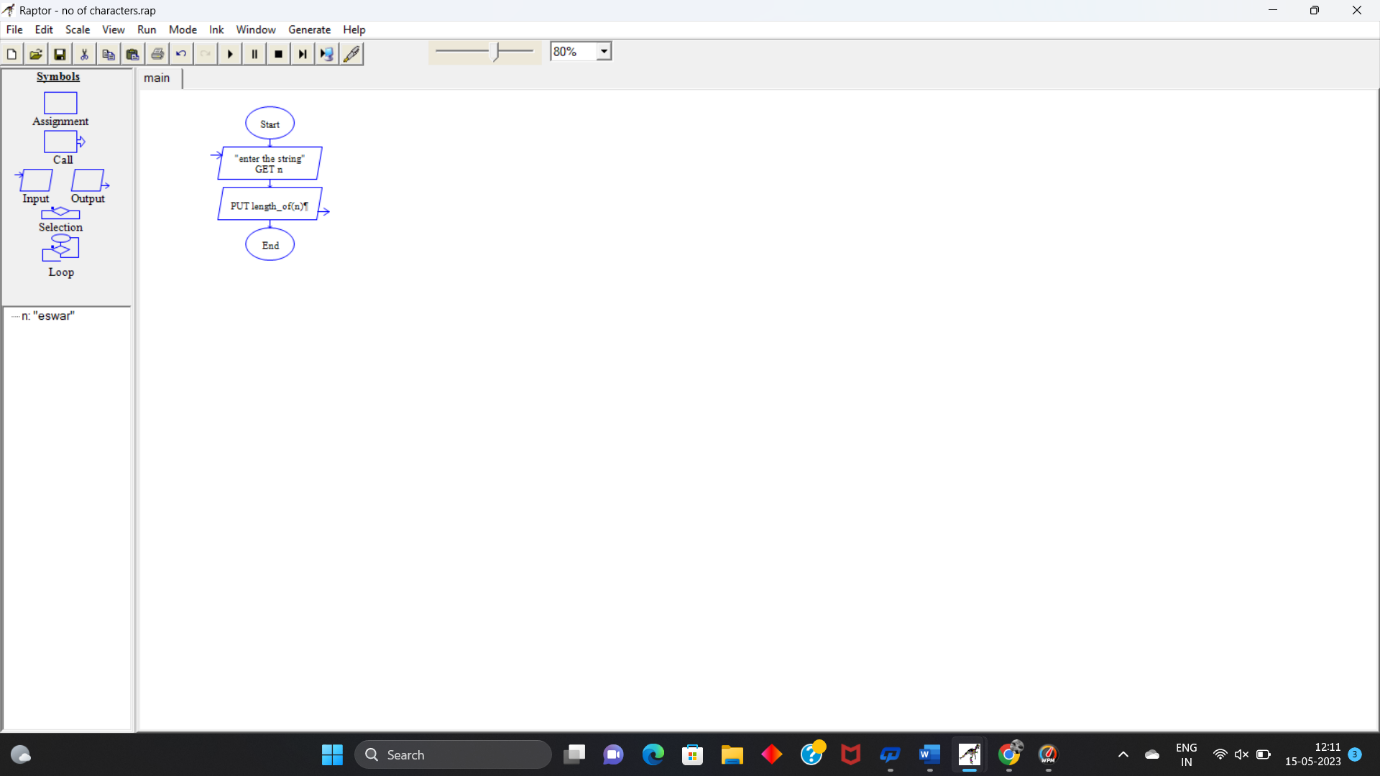 Raptor - no of characters.rap
File Edit Scale View Run Mode Ink Window Generate Help
80%
Symbols
main
Assignment
Call
Input Output
Selection
Loop
Start
"enter the string"
GET n
PUT length_of(n)¶
End
n: "eswar"
Search
W
WPM
ENG
IN
12:11
15-05-2023
3